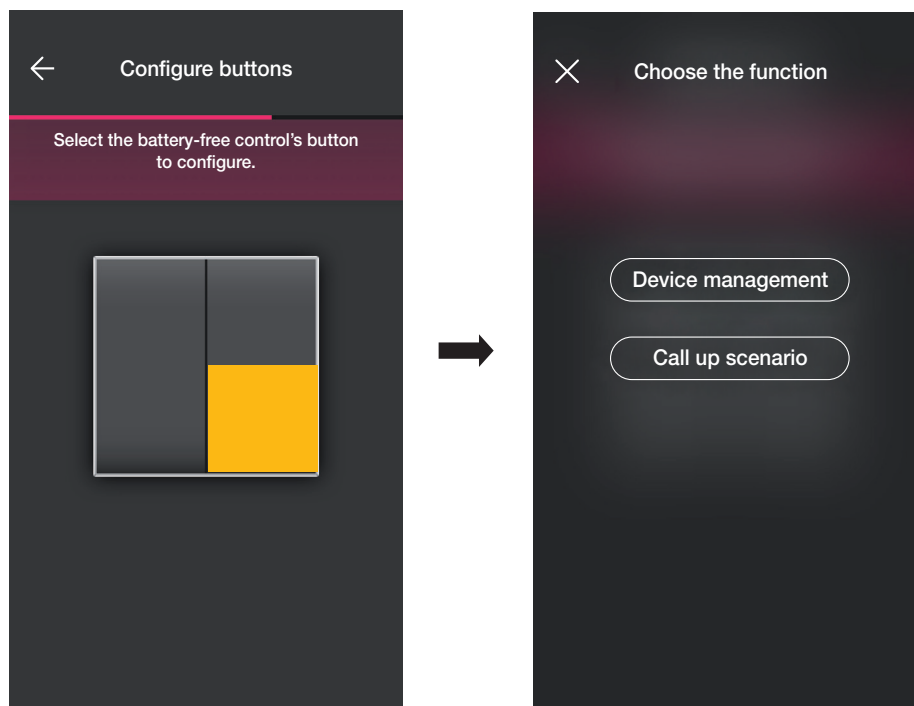 Configure buttons
Select the battery-free control's button
to configure.
Choose the function
Device management
Call up scenario